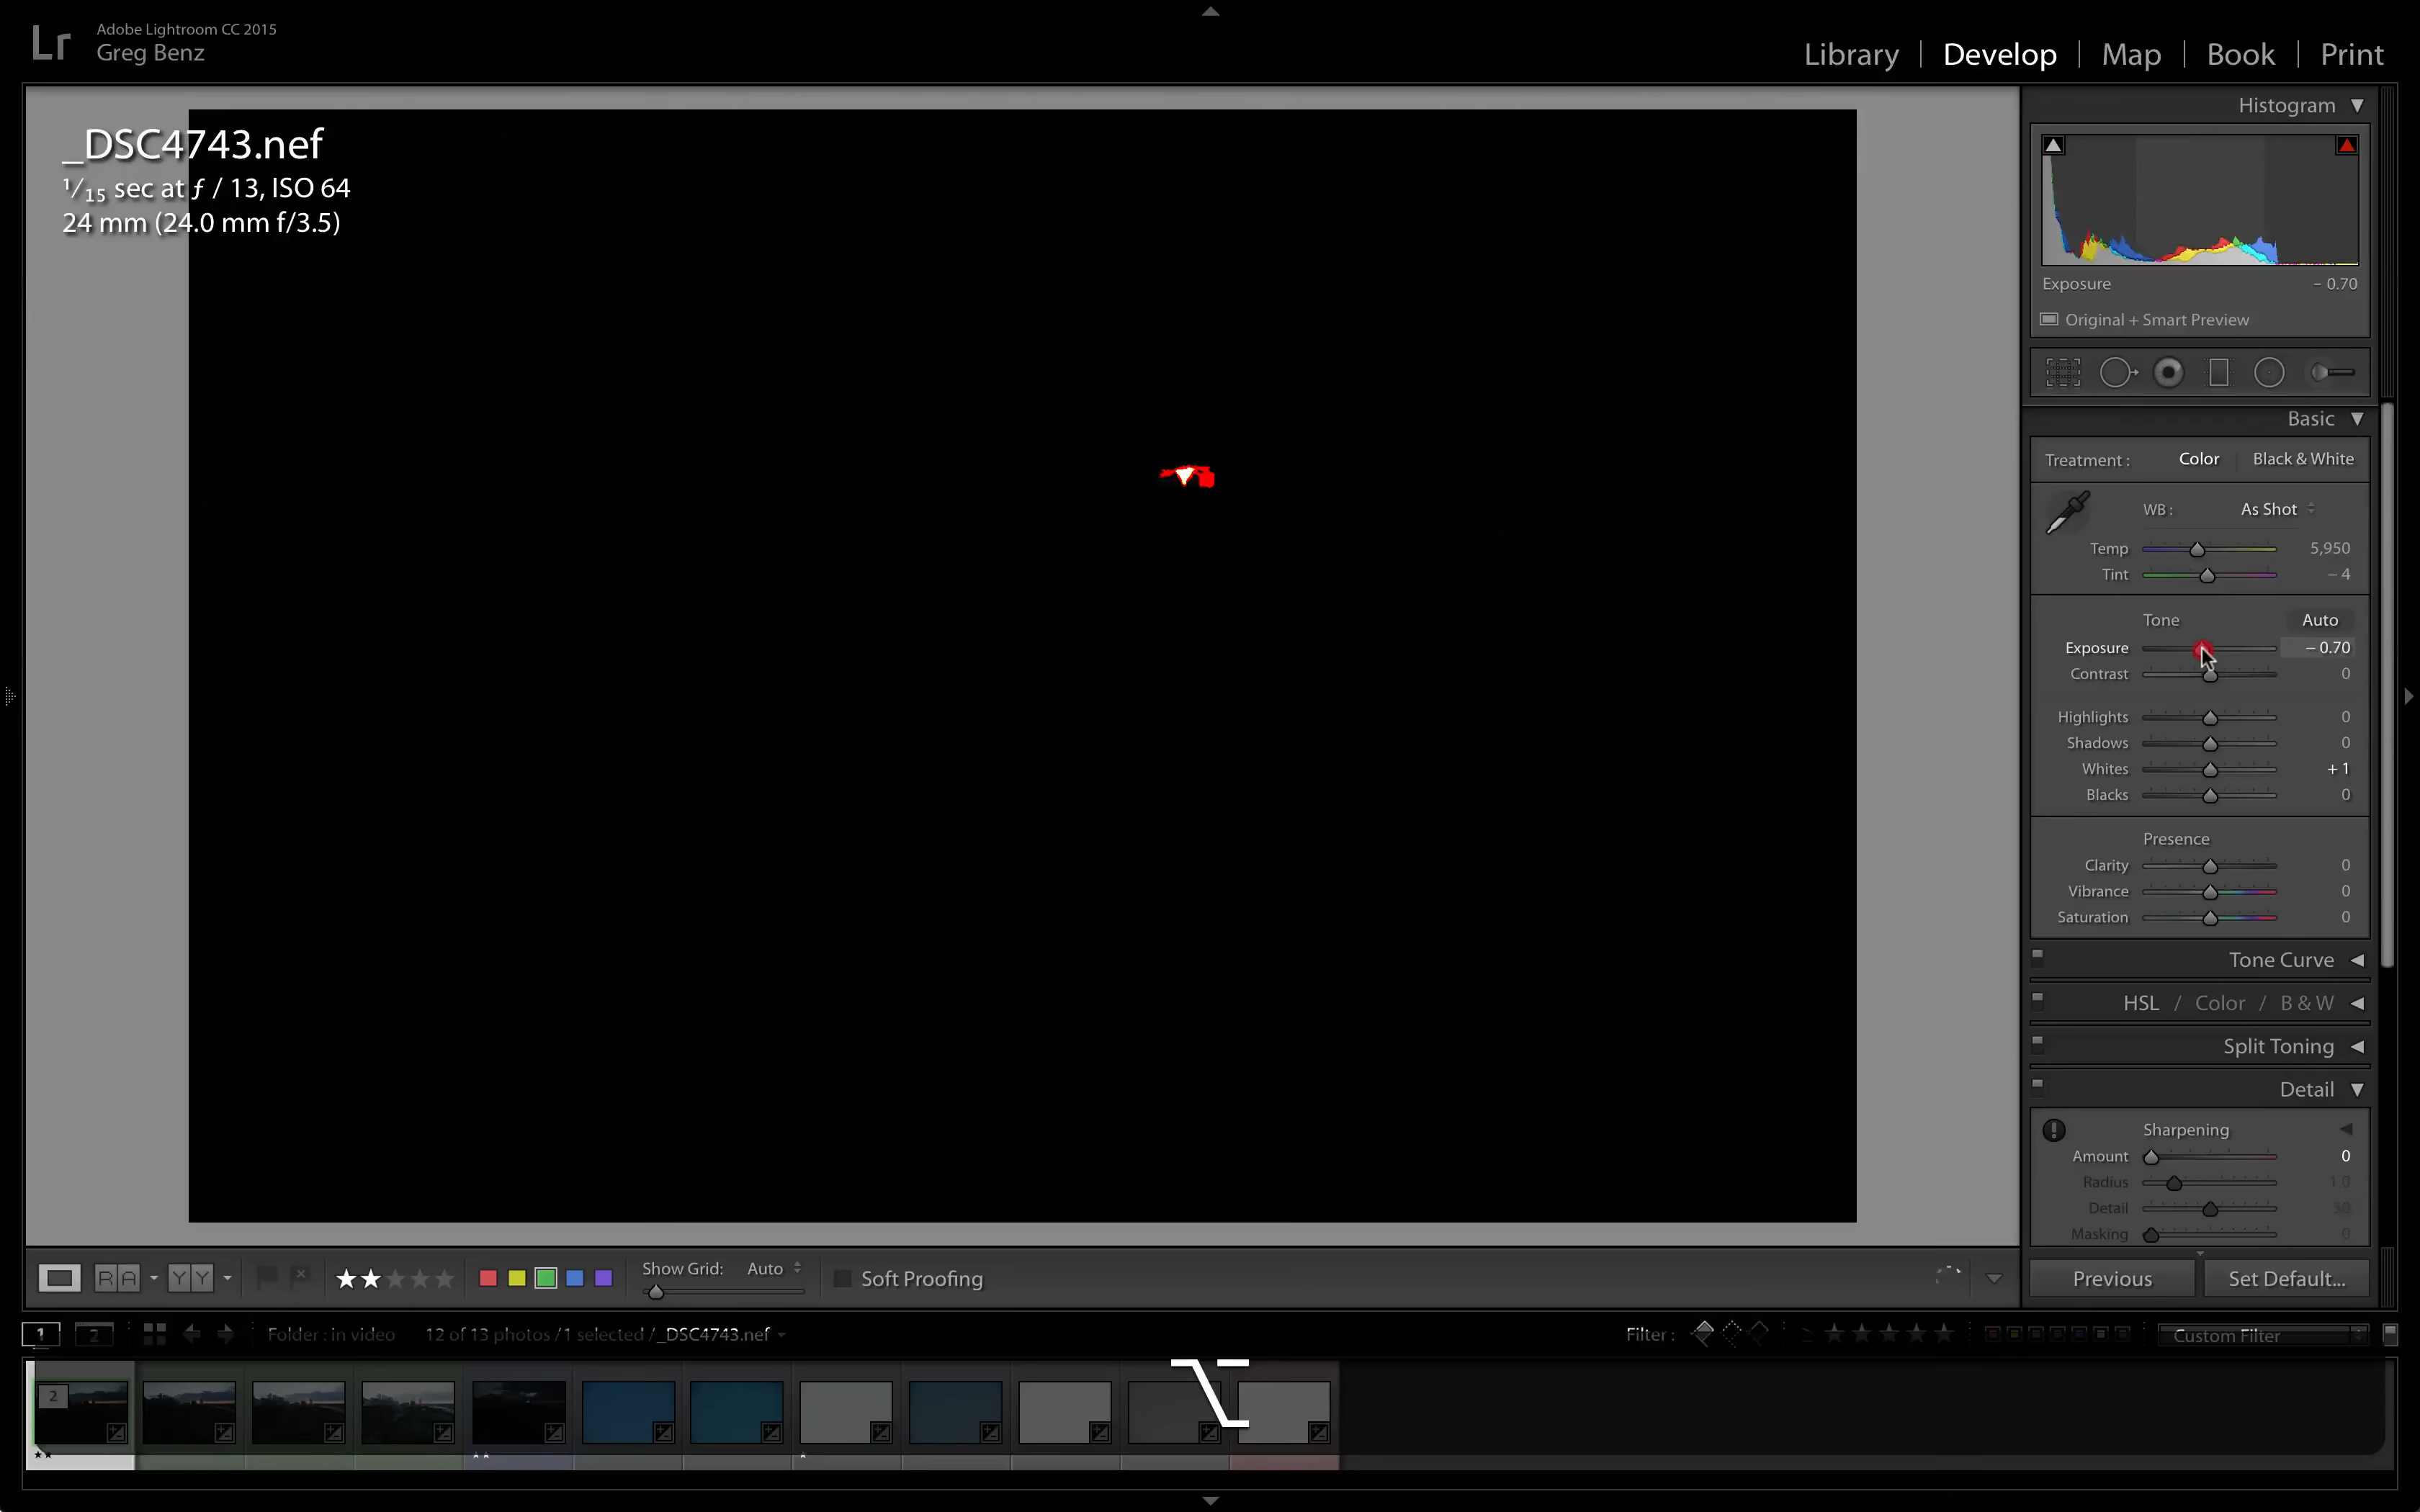 Lr
Adobe Lightroom CC 2015
Greg Benz
Library | Develop | Map | Book | Print
_DSC4743.nef
1/15 sec at ƒ / 13, ISO 64
24 mm (24.0 mm f/3.5)
Histogram
Exposure – 0.70
Original + Smart Preview
Basic
Treatment : Color Black & White
WB : As Shot
Temp 5,950
Tint – 4
Tone Auto
Exposure – 0.70
Contrast 0
Highlights 0
Shadows 0
Whites + 1
Blacks 0
Presence
Clarity 0
Vibrance 0
Saturation 0
Tone Curve
HSL / Color / B & W
Split Toning
Detail
Sharpening
Amount 0
Radius 1.0
Detail
Masking 0
R A Y Y Show Grid: Auto Soft Proofing
Previous Set Default...
1 2 Folder : in video 12 of 13 photos / 1 selected / _DSC4743.nef Filter : Custom Filter
2